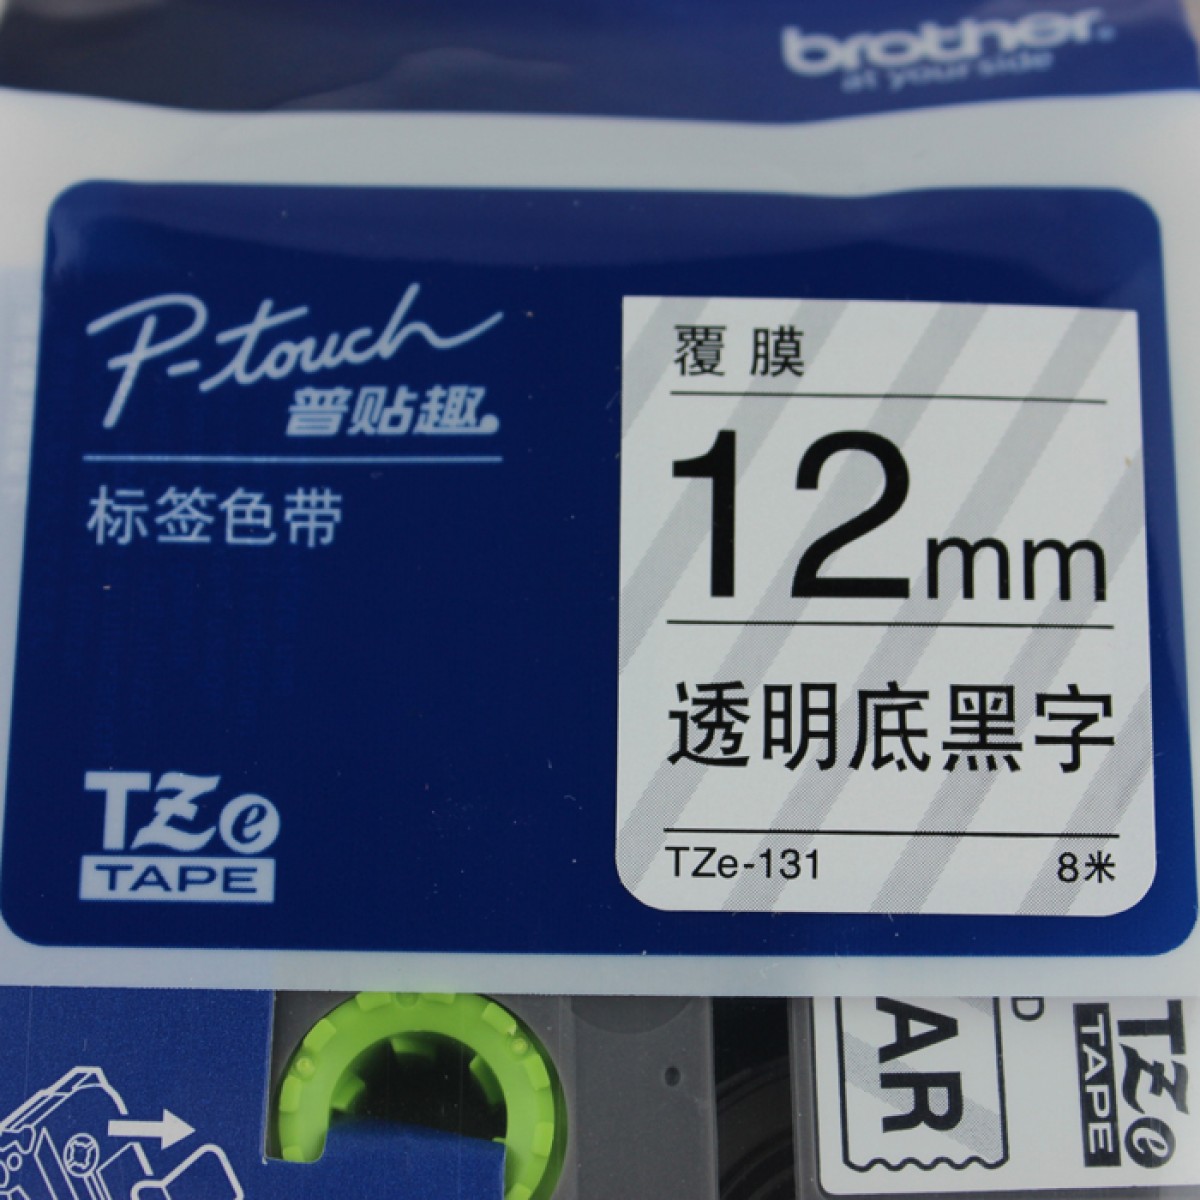 brother
at your side
P-touch
普贴趣
标签色带
覆膜
12mm
透明底黑字
TZe-131 8米
TZe
TAPE
AR
D
TZe
TAPE